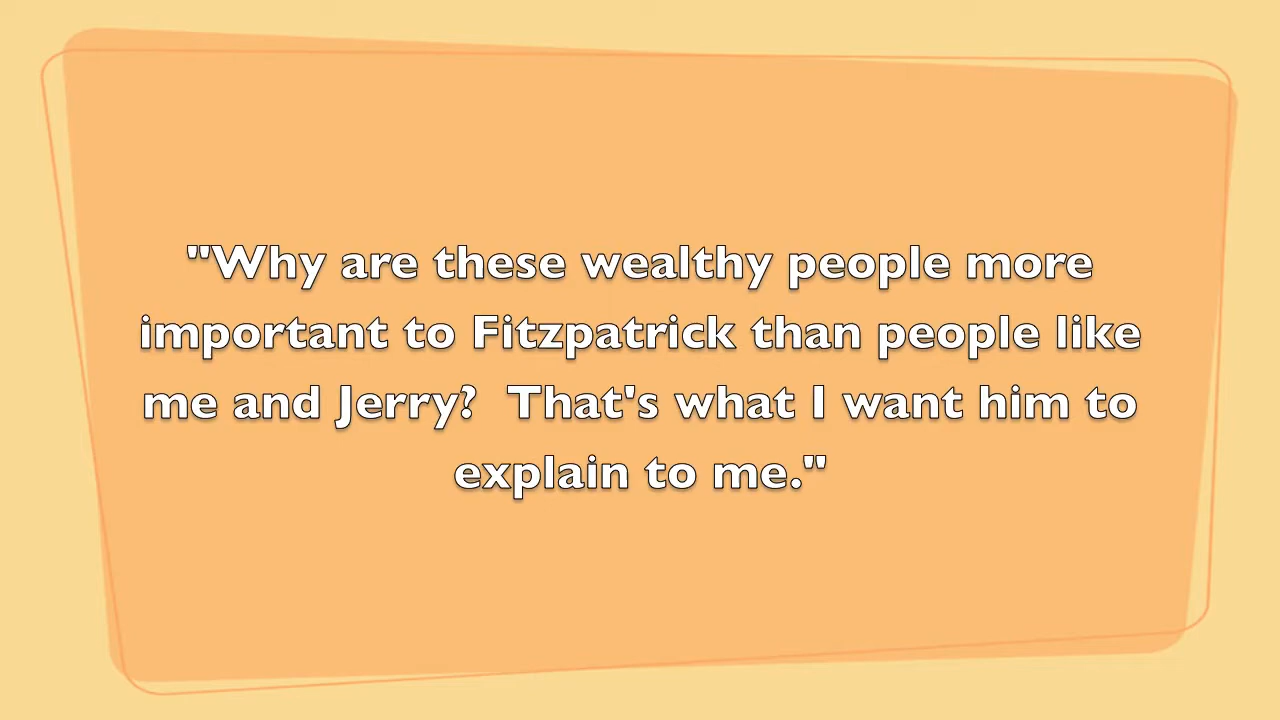 "Why are these wealthy people more
important to Fitzpatrick than people like
me and Jerry?  That's what I want him to
explain to me."